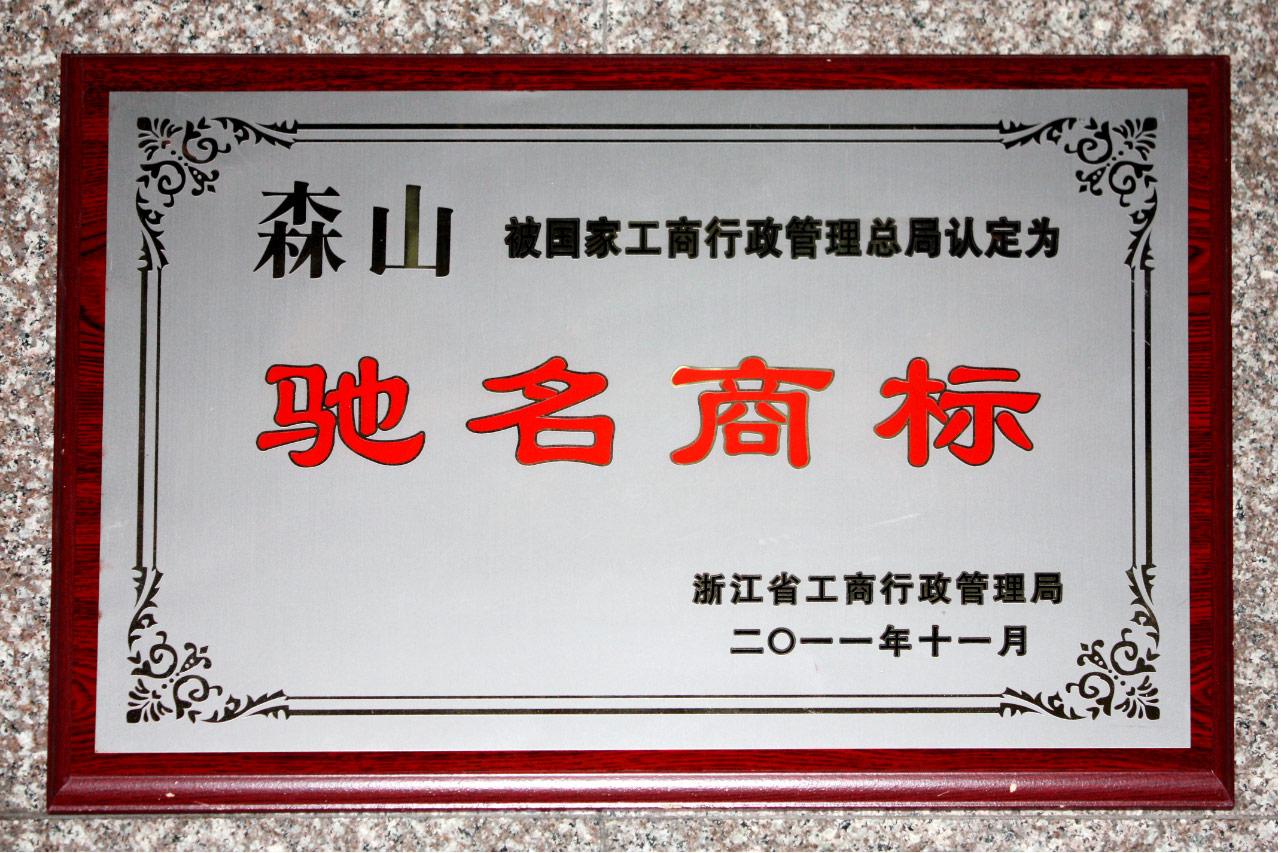 森山 被国家工商行政管理总局认定为
驰名商标
浙江省工商行政管理局
二〇一一年十一月